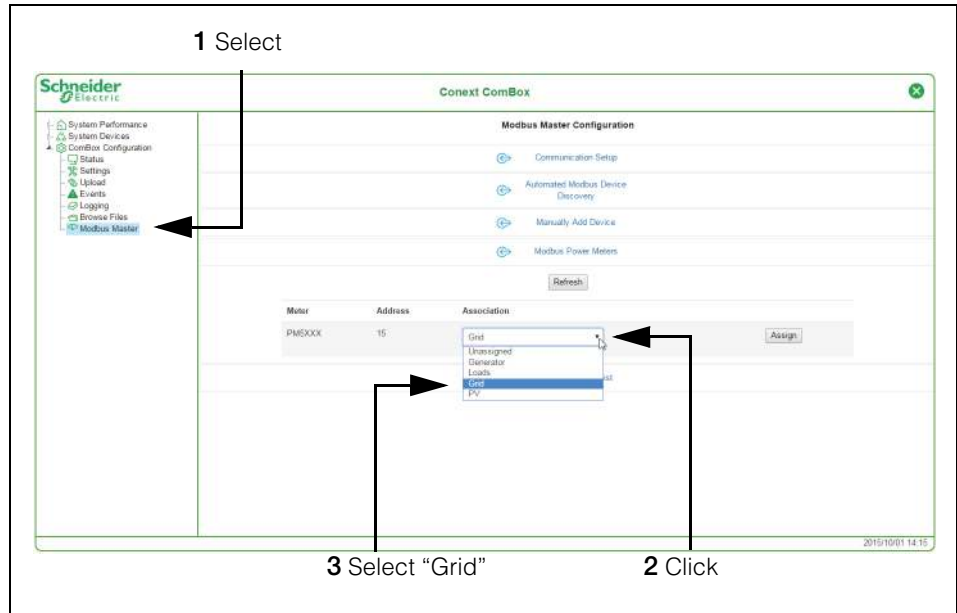 1 Select
Schneider Electric
Conext ComBox
System Performance
System Devices
ComBox Configuration
Status
Settings
Upload
Events
Logging
Browse Files
Modbus Master
Modbus Master Configuration
Communication Setup
Automated Modbus Device
Discovery
Manually Add Device
Modbus Power Meters
Refresh
Meter Address Association
PM5XXX 15 Grid Assign
Unassigned
Generator
Loads
Grid
PV
2015/10/01 14:15
3 Select “Grid” 2 Click